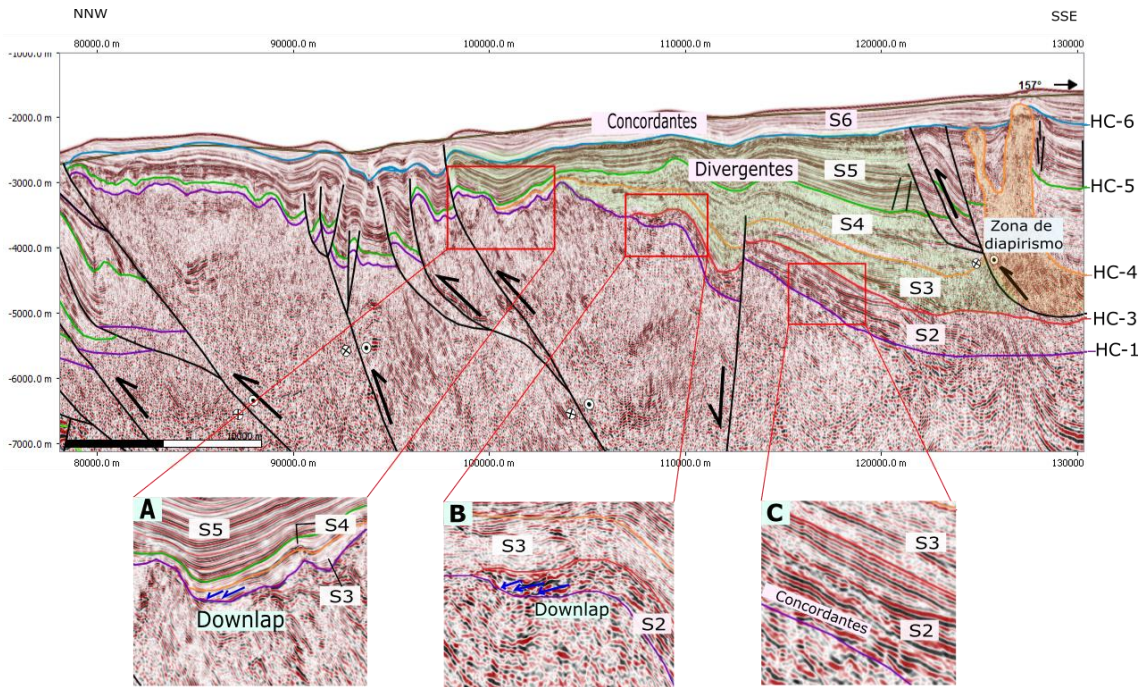 NNW SSE
80000.0 m 90000.0 m 100000.0 m 110000.0 m 120000.0 m 130000
-1000.0 m
157°
-2000.0 m
Concordantes S6 HC-6
-3000.0 m
Divergentes S5 HC-5
S4
Zona de
diapirismo
-4000.0 m
S3 HC-4
-5000.0 m
S2 HC-3
HC-1
-6000.0 m
-7000.0 m
80000.0 m 90000.0 m 100000.0 m 110000.0 m 120000.0 m 130000
A
S5
S4
S3
Downlap
B
S3
Downlap
S2
C
S3
Concordantes
S2